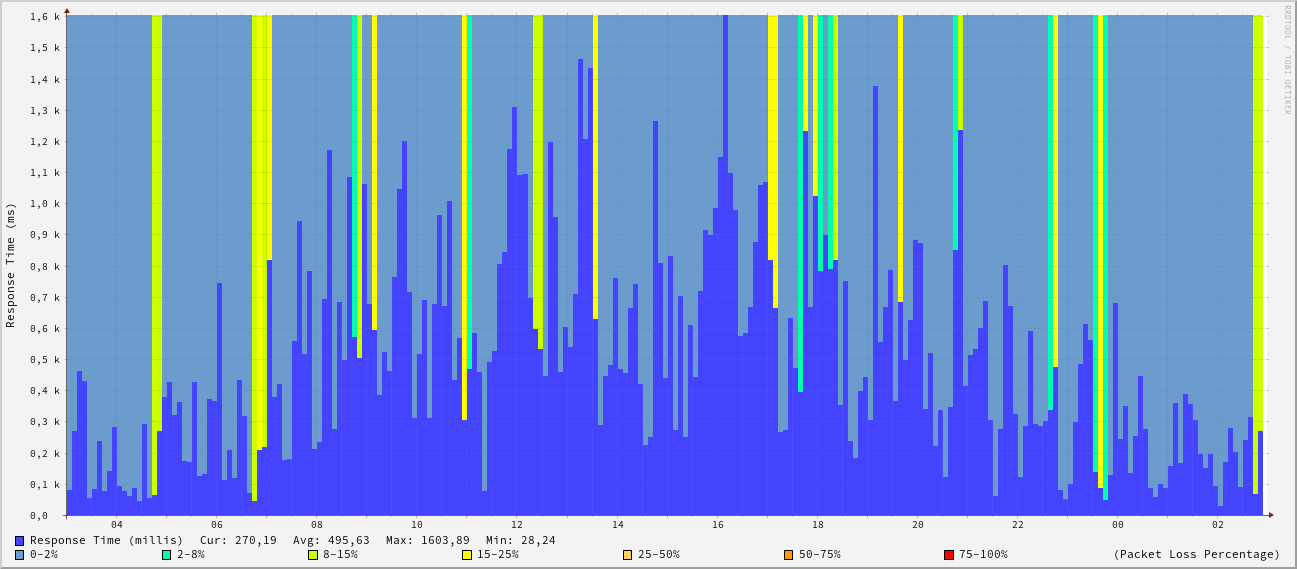 RRDTOOL / TOBI OETIKER
Response Time (ms)
1,6 k
1,5 k
1,4 k
1,3 k
1,2 k
1,1 k
1,0 k
0,9 k
0,8 k
0,7 k
0,6 k
0,5 k
0,4 k
0,3 k
0,2 k
0,1 k
0,0
04 06 08 10 12 14 16 18 20 22 00 02
Response Time (millis) Cur: 270,19 Avg: 495,63 Max: 1603,89 Min: 28,24
0-2% 2-8% 8-15% 15-25% 25-50% 50-75% 75-100% (Packet Loss Percentage)